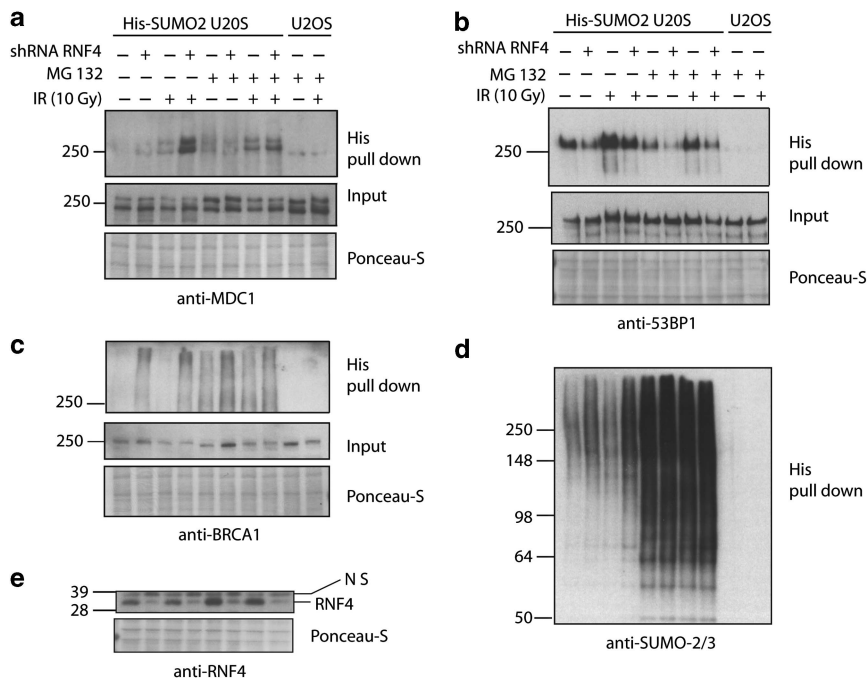 a
His-SUMO2 U20S U2OS
shRNA RNF4 – + – + – + – + – –
MG 132 – – – – + + + + + +
IR (10 Gy) – – + + – – + + – +
250
His
pull down
250
Input
Ponceau-S
anti-MDC1
b
His-SUMO2 U20S U2OS
shRNA RNF4 – + – + – + – + – –
MG 132 – – – – + + + + + +
IR (10 Gy) – – + + – – + + – +
250
His
pull down
250
Input
Ponceau-S
anti-53BP1
c
250
His
pull down
250
Input
Ponceau-S
anti-BRCA1
d
250
148
98
64
50
His
pull down
anti-SUMO-2/3
e
39
28
N S
RNF4
Ponceau-S
anti-RNF4